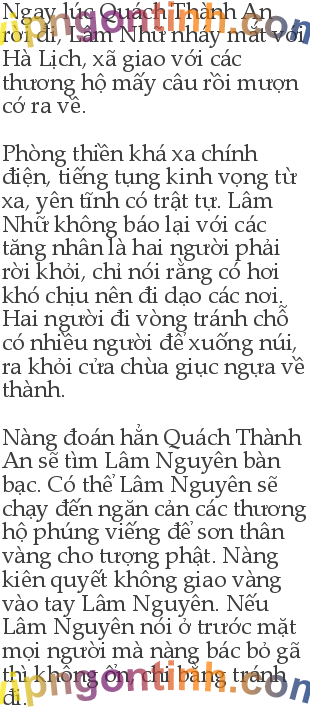 Ngay lúc Quách Thành An
rời đi, Lâm Như nháy mắt với
Hà Lịch, xã giao với các
thương hộ mấy câu rồi mượn
cớ ra về.
Phòng thiền khá xa chính
điện, tiếng tụng kinh vọng từ
xa, yên tĩnh có trật tự. Lâm
Như không báo lại với các
tăng nhân là hai người phải
rời khỏi, chỉ nói rằng có hơi
khó chịu nên đi dạo các nơi.
Hai người đi vòng tránh chỗ
có nhiều người để xuống núi,
ra khỏi cửa chùa giục ngựa về
thành.
Nàng đoán hẳn Quách Thành
An sẽ tìm Lâm Nguyên bàn
bạc. Có thể Lâm Nguyên sẽ
chạy đến ngăn cản các thương
hộ phúng viếng để sơn thân
vàng cho tượng phật. Nàng
kiên quyết không giao vàng
vào tay Lâm Nguyên. Nếu
Lâm Nguyên nói ở trước mặt
mọi người mà nàng bác bỏ gã
thì không ổn, chi bằng tránh
đi.
vipngontinh.com
vipngontinh.com